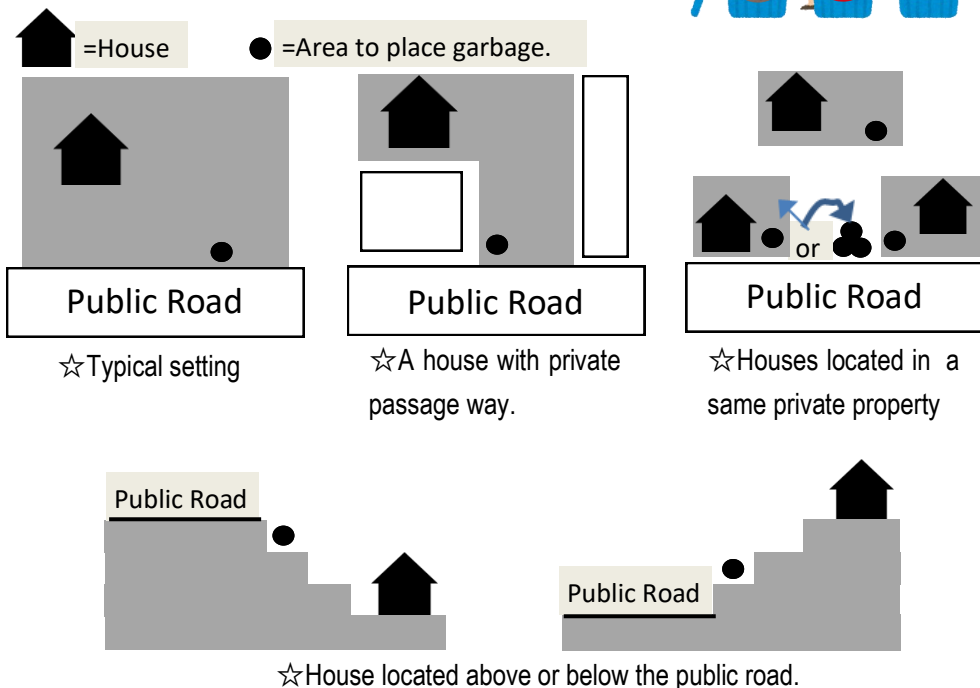 =House
=Area to place garbage.
Public Road
☆Typical setting
Public Road
☆A house with private
passage way.
or
Public Road
☆Houses located in a
same private property
Public Road
Public Road
☆House located above or below the public road.